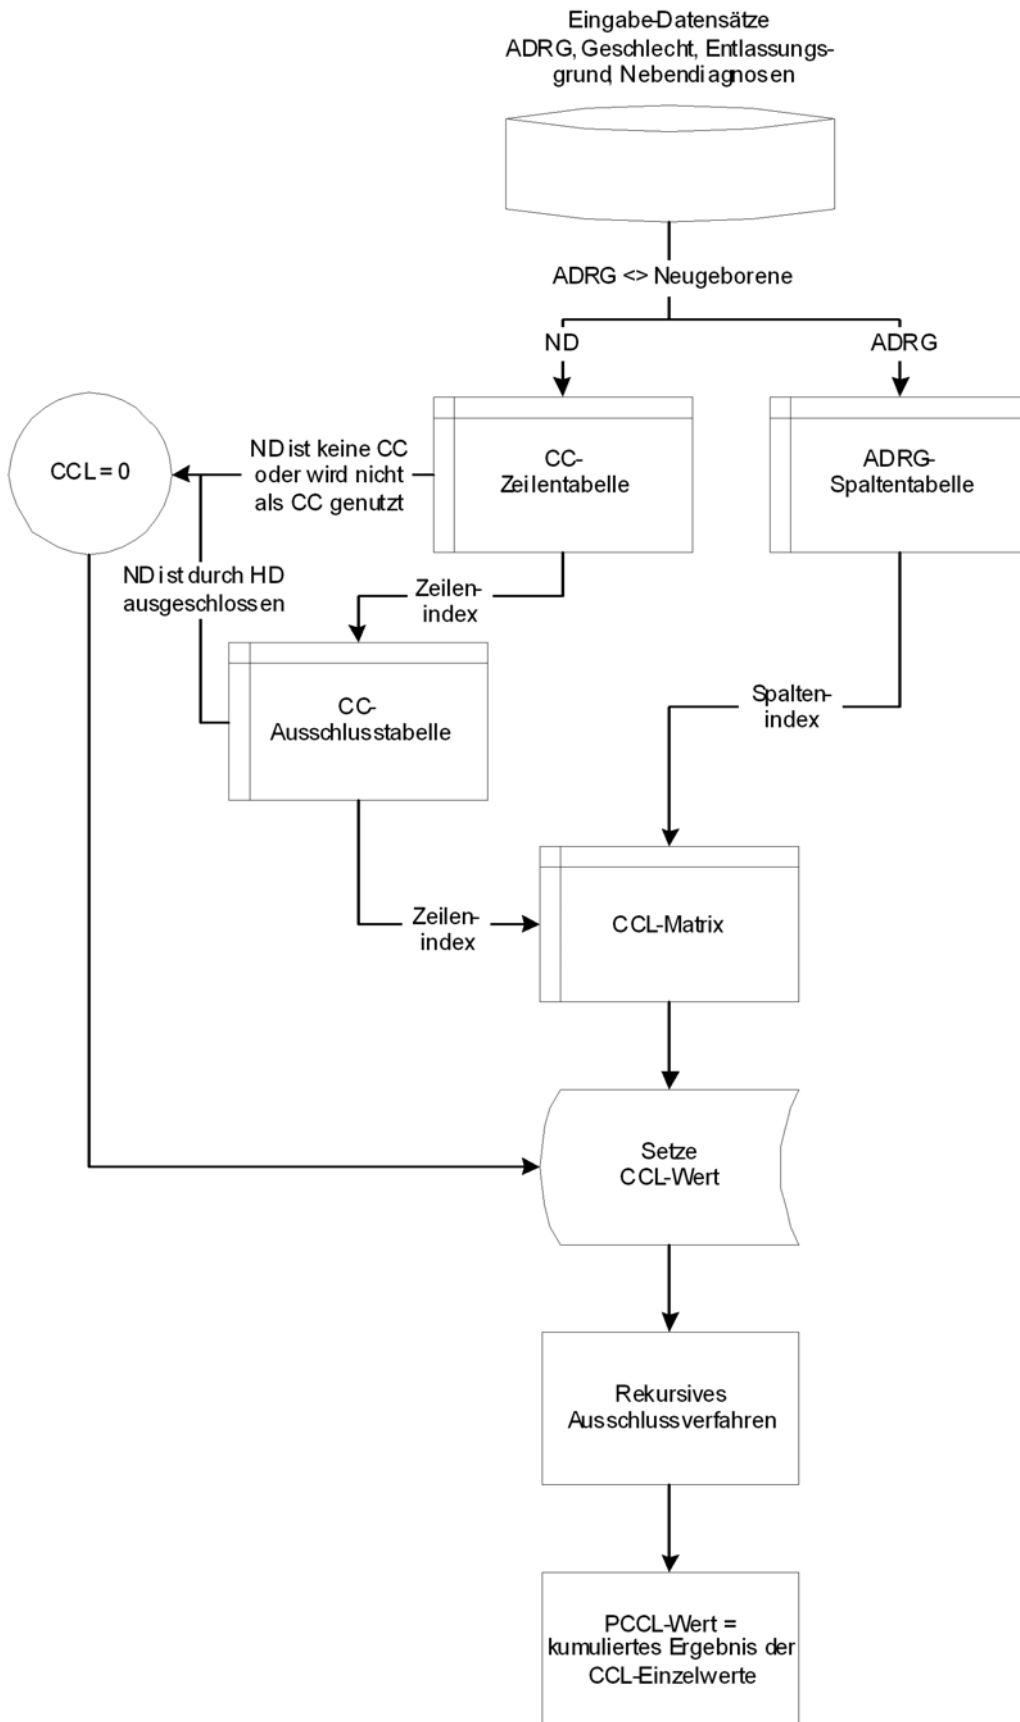 Eingabe-Datensätze
ADRG, Geschlecht, Entlassungs-
grund, Nebendiagnosen
ADRG <> Neugeborene
ND
ADRG
CCL = 0
ND ist keine CC
oder wird nicht
als CC genutzt
CC-
Zeilentabelle
ADRG-
Spaltentabelle
ND ist durch HD
ausgeschlossen
Zeilen-
index
CC-
Ausschlusstabelle
Spalten-
index
Zeilen-
index
CCL-Matrix
Setze
CCL-Wert
Rekursives
Ausschlussverfahren
PCCL-Wert =
kumuliertes Ergebnis der
CCL-Einzelwerte